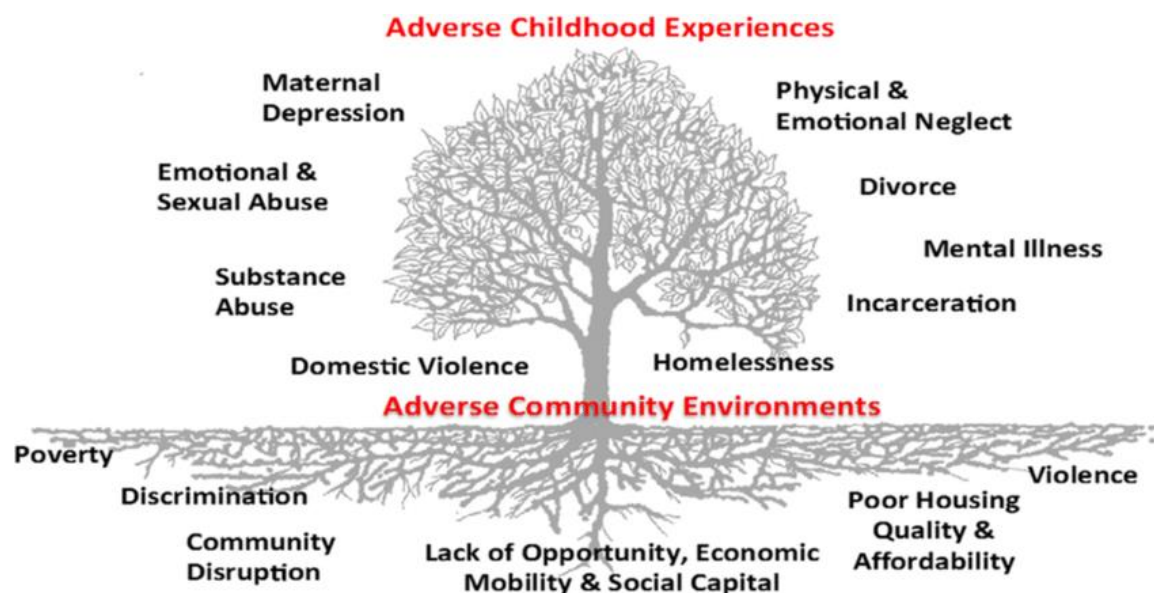 Adverse Childhood Experiences
Maternal
Depression
Physical &
Emotional Neglect
Emotional &
Sexual Abuse
Divorce
Mental Illness
Substance
Abuse
Incarceration
Domestic Violence
Homelessness
Adverse Community Environments
Poverty
Violence
Discrimination
Poor Housing
Quality &
Affordability
Community
Disruption
Lack of Opportunity, Economic
Mobility & Social Capital